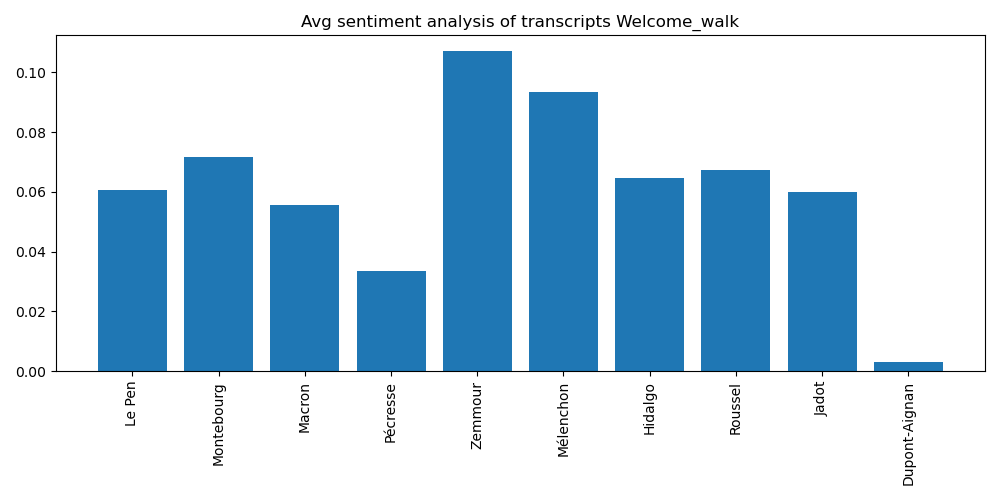 Avg sentiment analysis of transcripts Welcome_walk
0.10
0.08
0.06
0.04
0.02
0.00
Le Pen
Montebourg
Macron
Pécresse
Zemmour
Mélenchon
Hidalgo
Roussel
Jadot
Dupont-Aignan